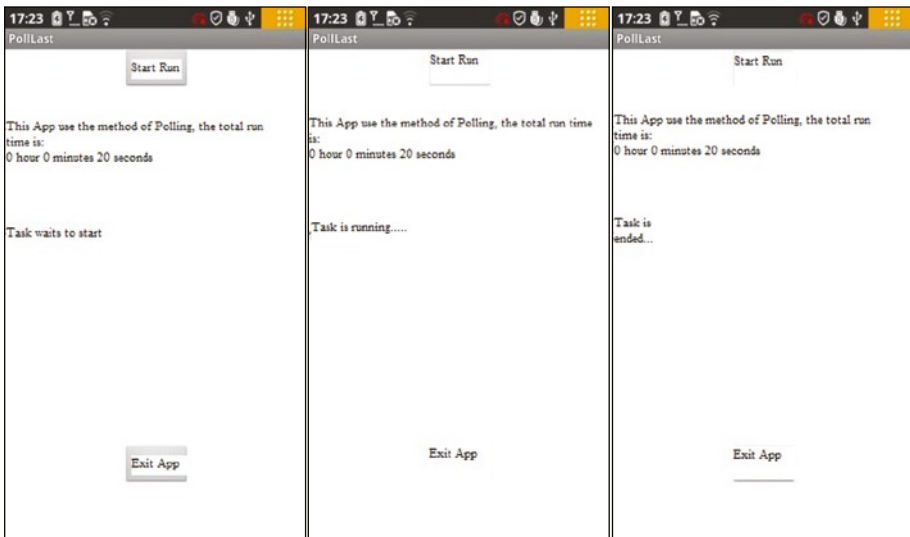 17:23
PollLast
Start Run
This App use the method of Polling, the total run
time is:
0 hour 0 minutes 20 seconds
Task waits to start
Exit App
17:23
PollLast
Start Run
This App use the method of Polling, the total run time
is:
0 hour 0 minutes 20 seconds
Task is running.....
Exit App
17:23
PollLast
Start Run
This App use the method of Polling, the total run
time is:
0 hour 0 minutes 20 seconds
Task is
ended...
Exit App